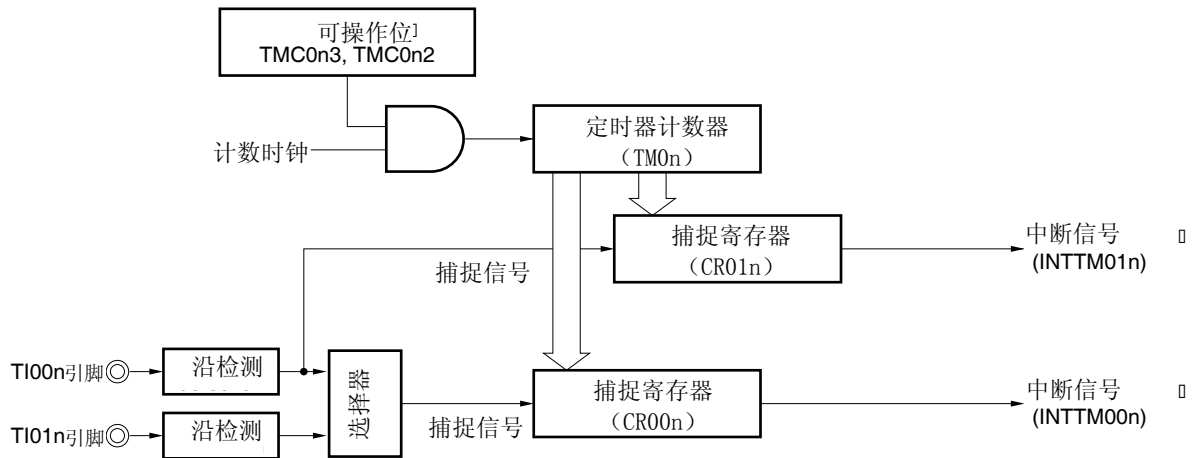 可操作位
TMC0n3, TMC0n2
计数时钟
定时器计数器
（TM0n）
捕捉寄存器
（CR01n）
中断信号
(INTTM01n)
捕捉信号
TI00n引脚
沿检测
选择器
捕捉寄存器
（CR00n）
中断信号
(INTTM00n)
捕捉信号
TI01n引脚
沿检测